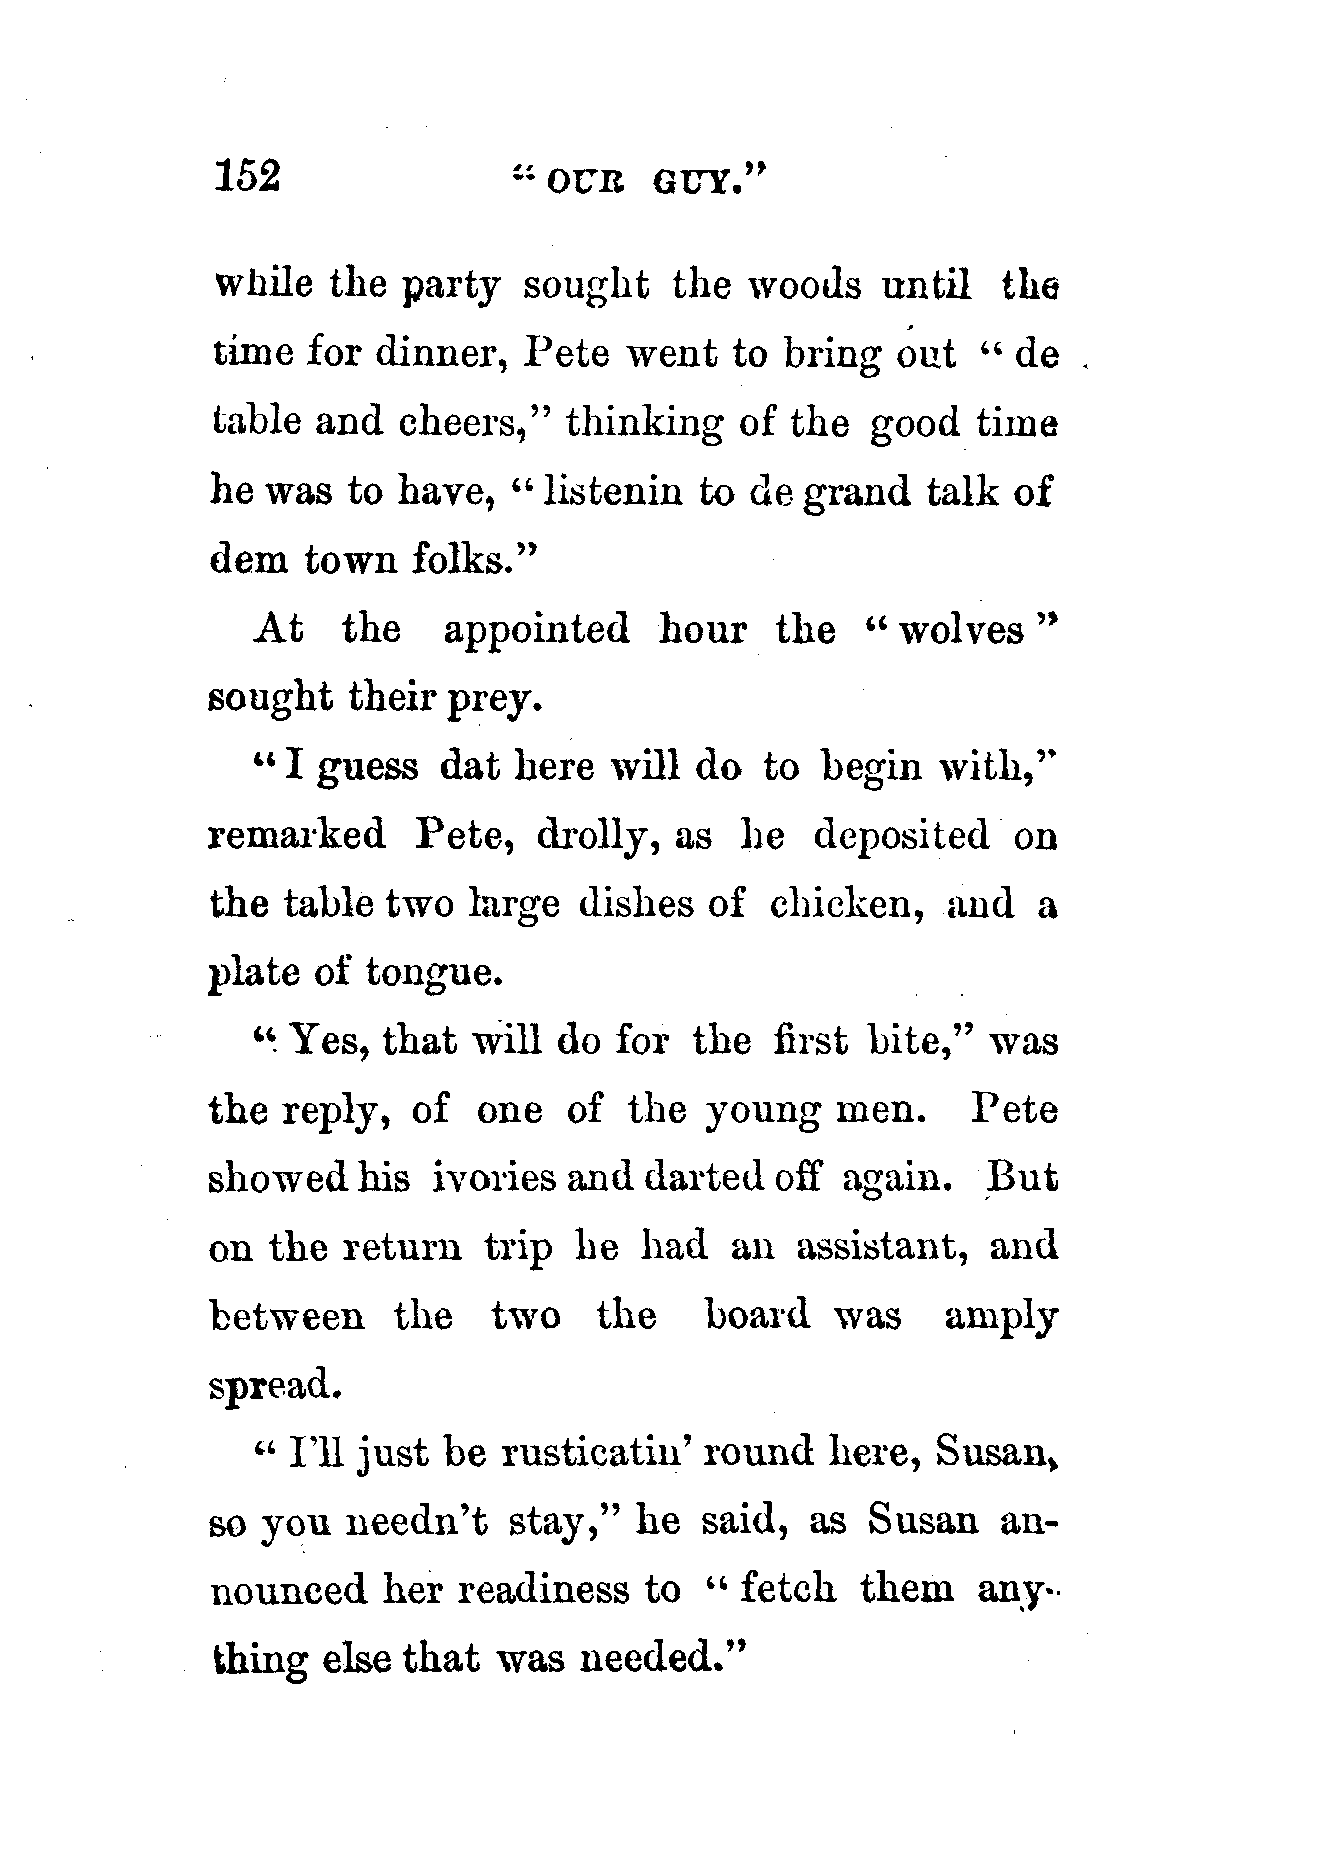 152 "OUR GUY."
while the party sought the woods until the
time for dinner, Pete went to bring out "de
table and cheers," thinking of the good time
he was to have, "listenin to de grand talk of
dem town folks."
At the appointed hour the "wolves"
sought their prey.
"I guess dat here will do to begin with,"
remarked Pete, drolly, as he deposited on
the table two large dishes of chicken, and a
plate of tongue.
"Yes, that will do for the first bite," was
the reply, of one of the young men. Pete
showed his ivories and darted off again. But
on the return trip he had an assistant, and
between the two the board was amply
spread.
"I'll just be rusticatin' round here, Susan,
so you needn't stay," he said, as Susan an-
nounced her readiness to "fetch them any-
thing else that was needed."